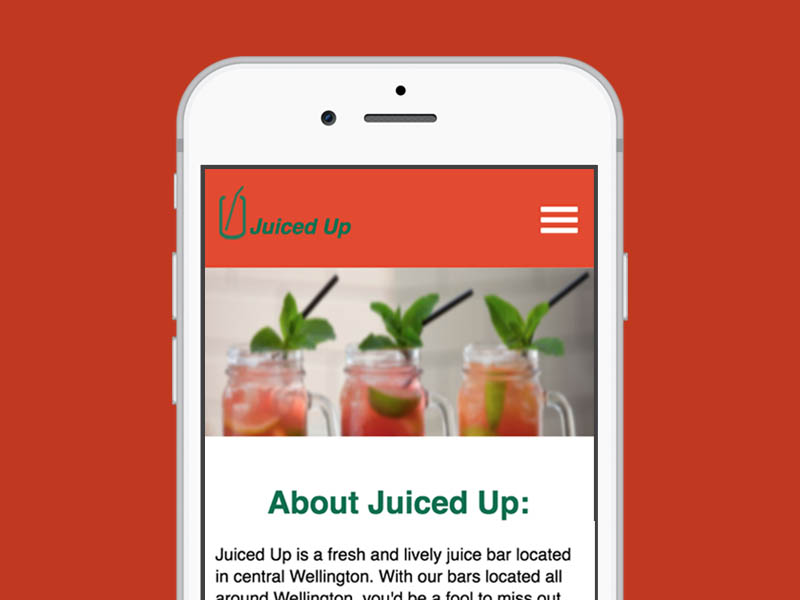 Juiced Up
About Juiced Up:
Juiced Up is a fresh and lively juice bar located
in central Wellington. With our bars located all
around Wellington, you'd be a fool to miss out